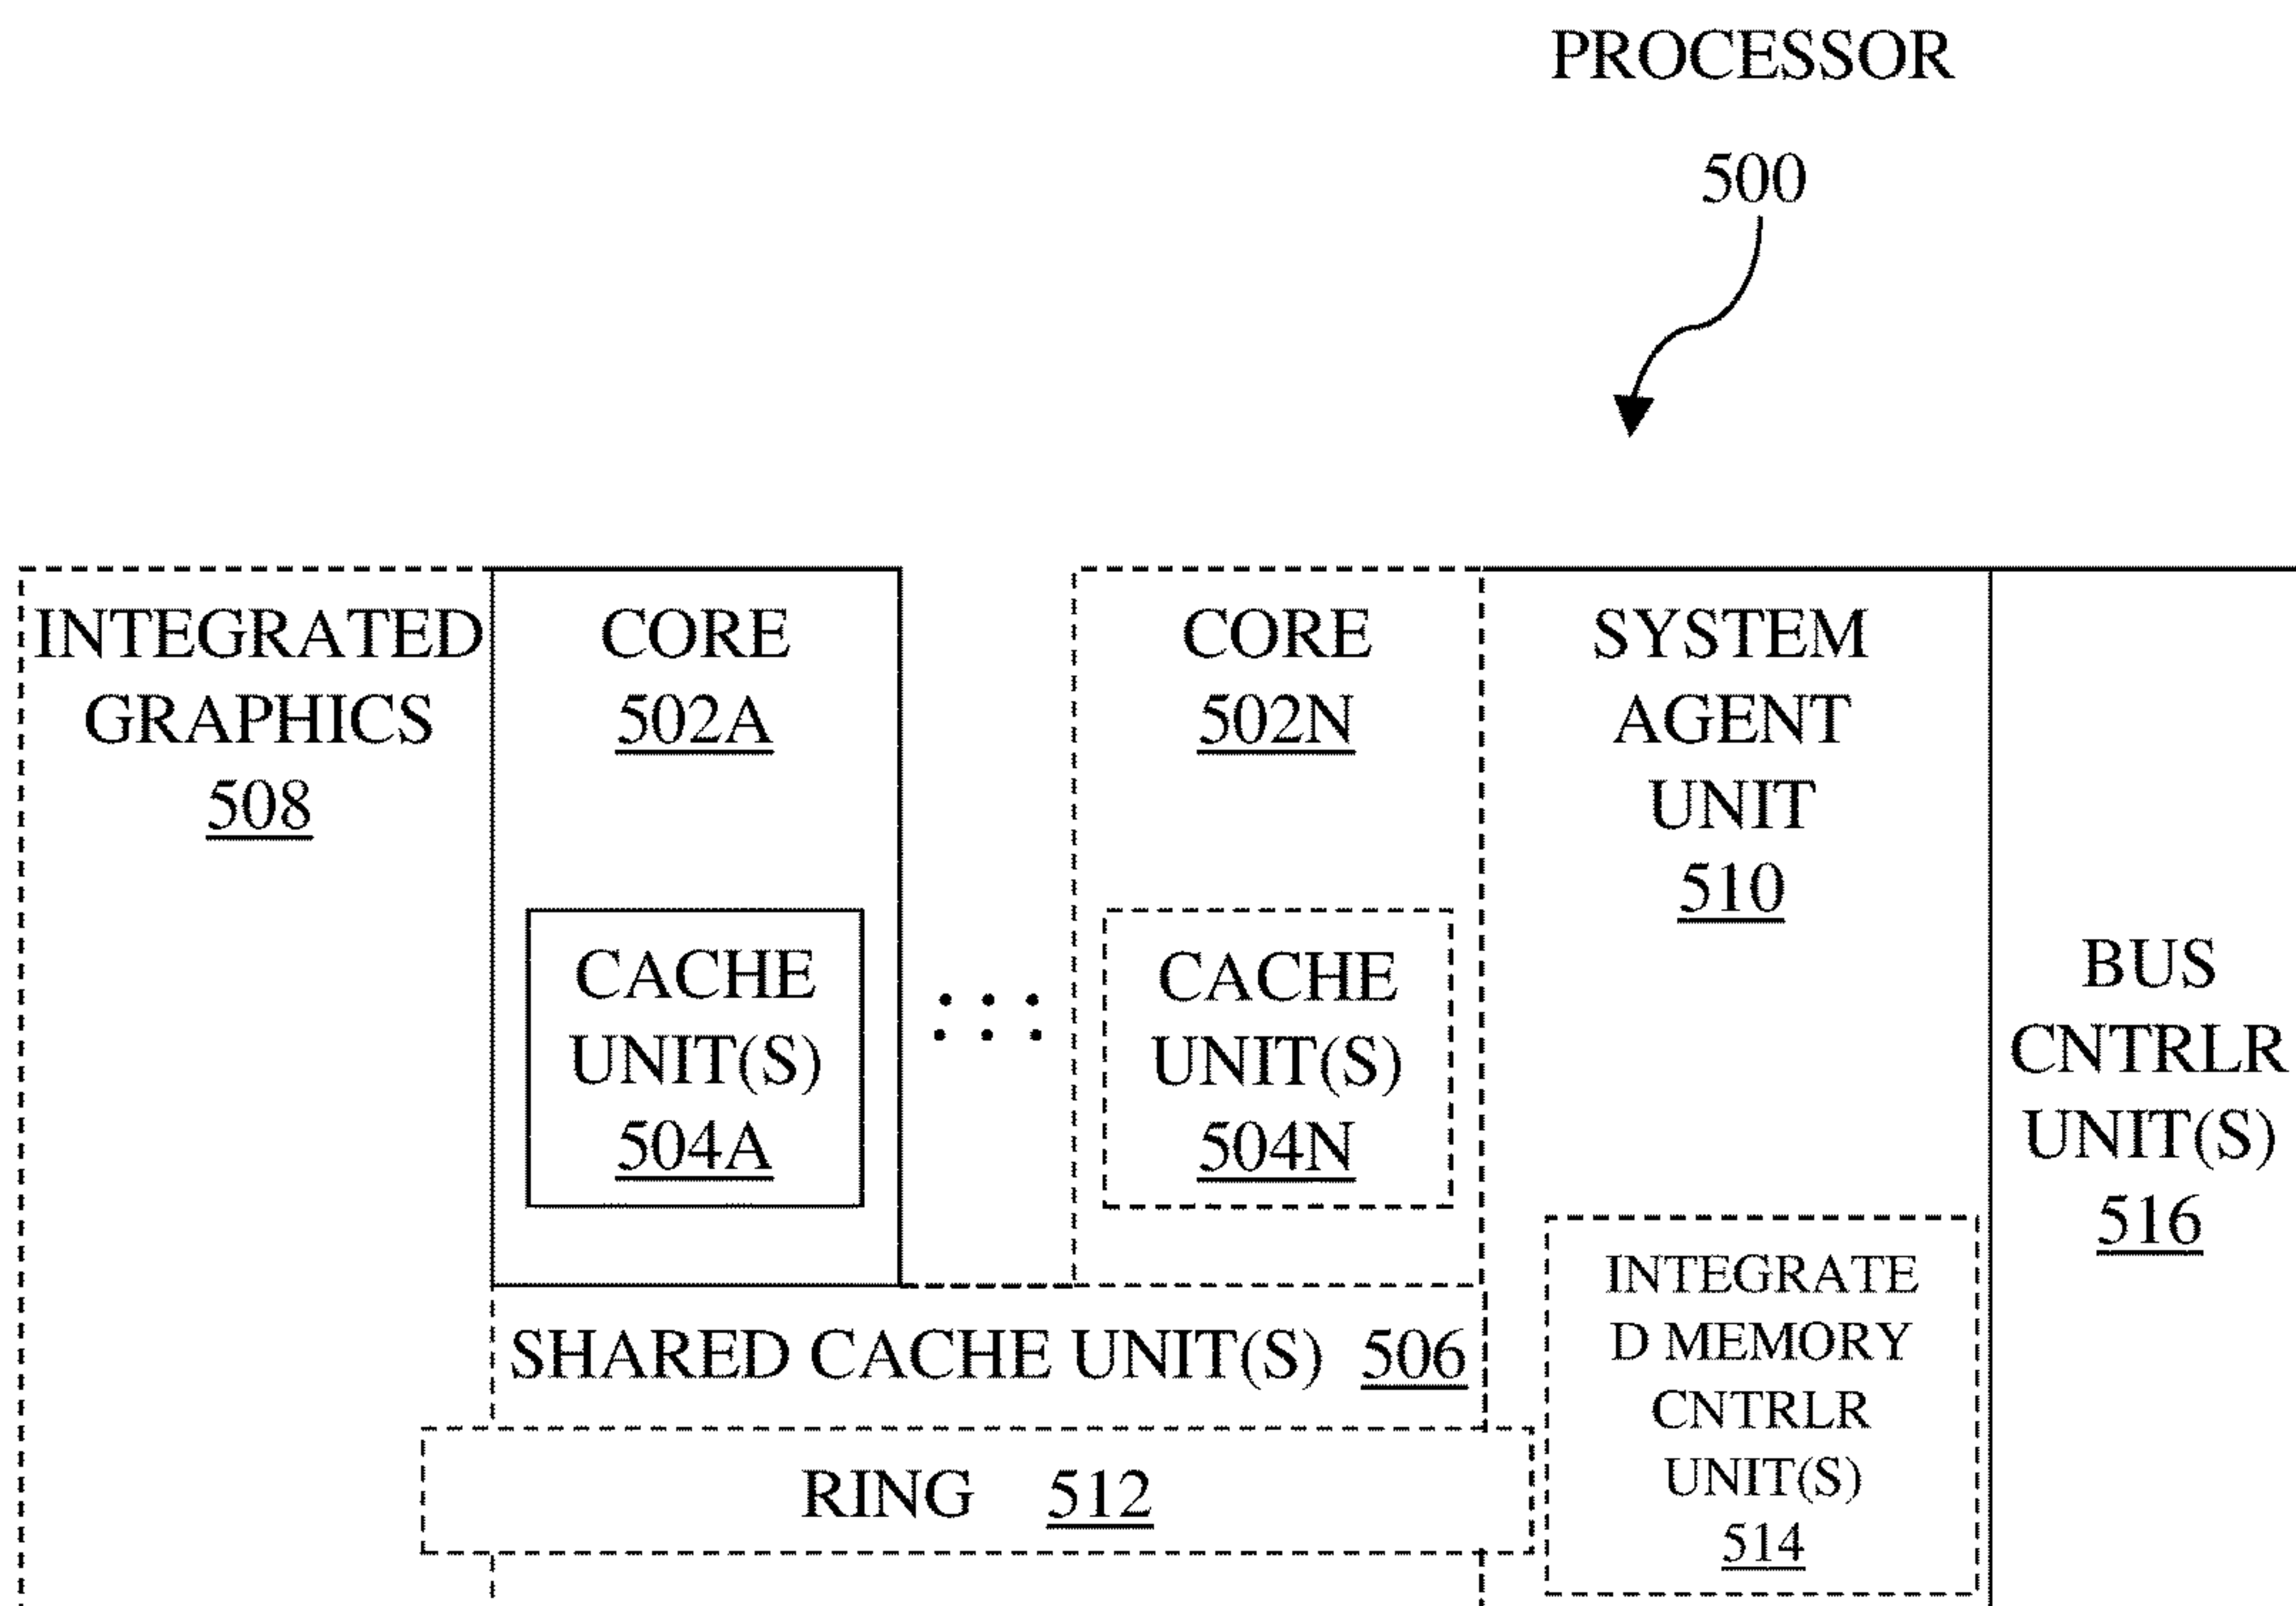 PROCESSOR
500
INTEGRATED
GRAPHICS
508
CORE
502A
CACHE
UNIT(S)
504A
CORE
502N
CACHE
UNIT(S)
504N
SYSTEM
AGENT
UNIT
510
BUS
CNTRLR
UNIT(S)
516
SHARED CACHE UNIT(S) 506
RING 512
INTEGRATE
D MEMORY
CNTRLR
UNIT(S)
514